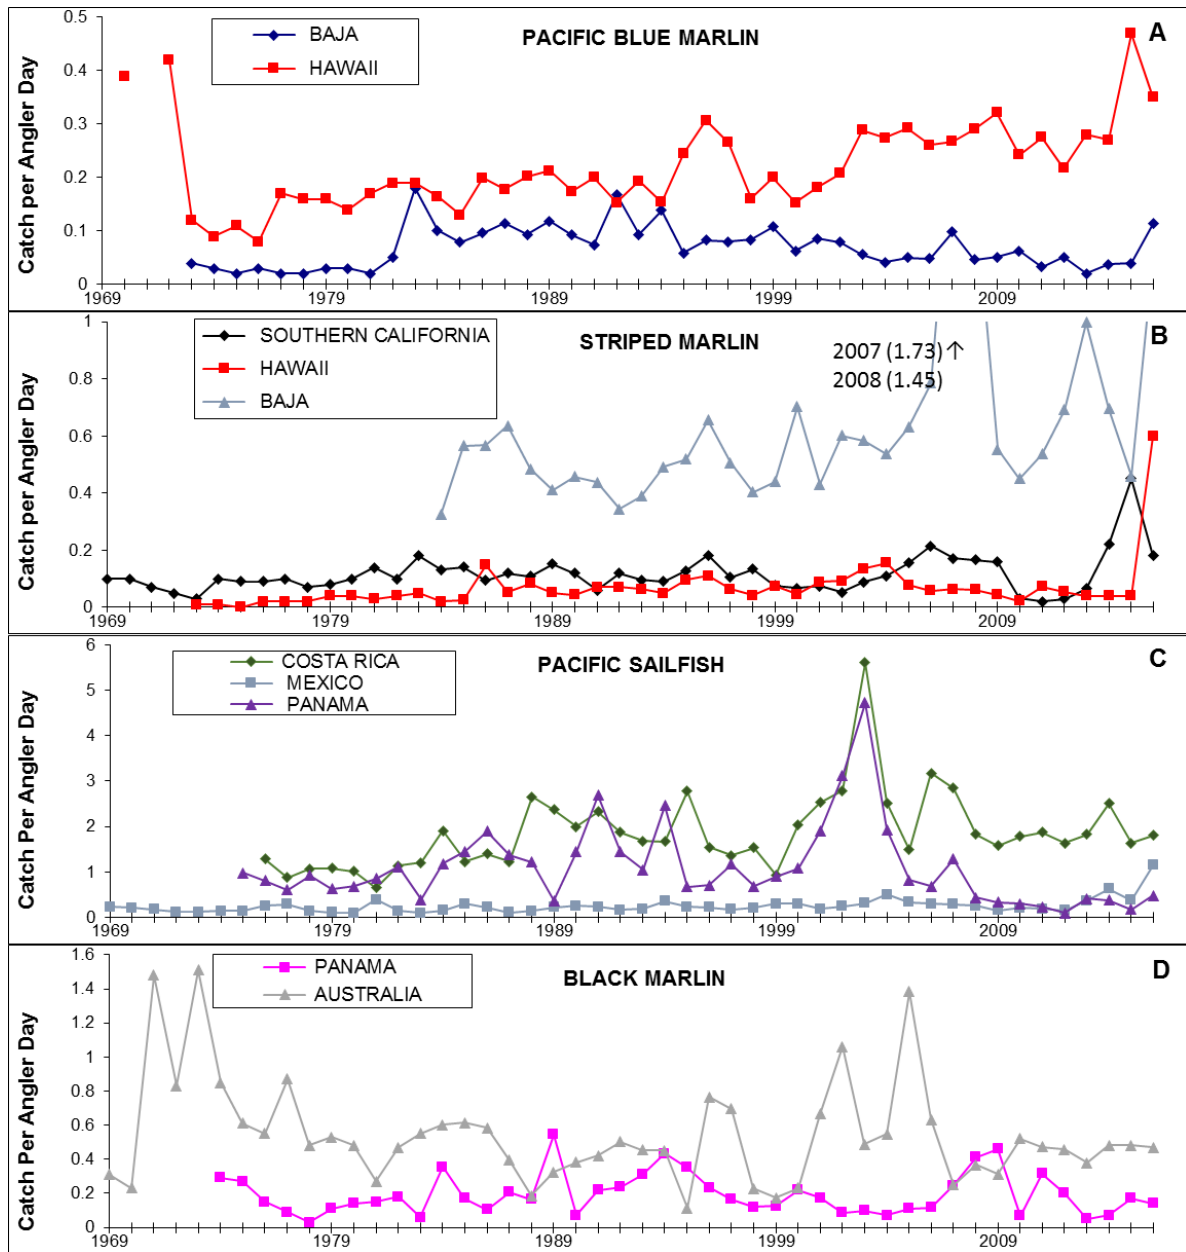 PACIFIC BLUE MARLIN
A
BAJA
HAWAII
Catch per Angler Day
0.5
0.4
0.3
0.2
0.1
0
1969
1979
1989
1999
2009
STRIPED MARLIN
B
SOUTHERN CALIFORNIA
HAWAII
BAJA
2007 (1.73)↑
2008 (1.45)
Catch per Angler Day
1
0.8
0.6
0.4
0.2
0
1969
1979
1989
1999
2009
PACIFIC SAILFISH
C
COSTA RICA
MEXICO
PANAMA
Catch Per Angler Day
6
5
4
3
2
1
0
1969
1979
1989
1999
2009
BLACK MARLIN
D
PANAMA
AUSTRALIA
Catch Per Angler Day
1.6
1.4
1.2
1
0.8
0.6
0.4
0.2
0
1969
1979
1989
1999
2009